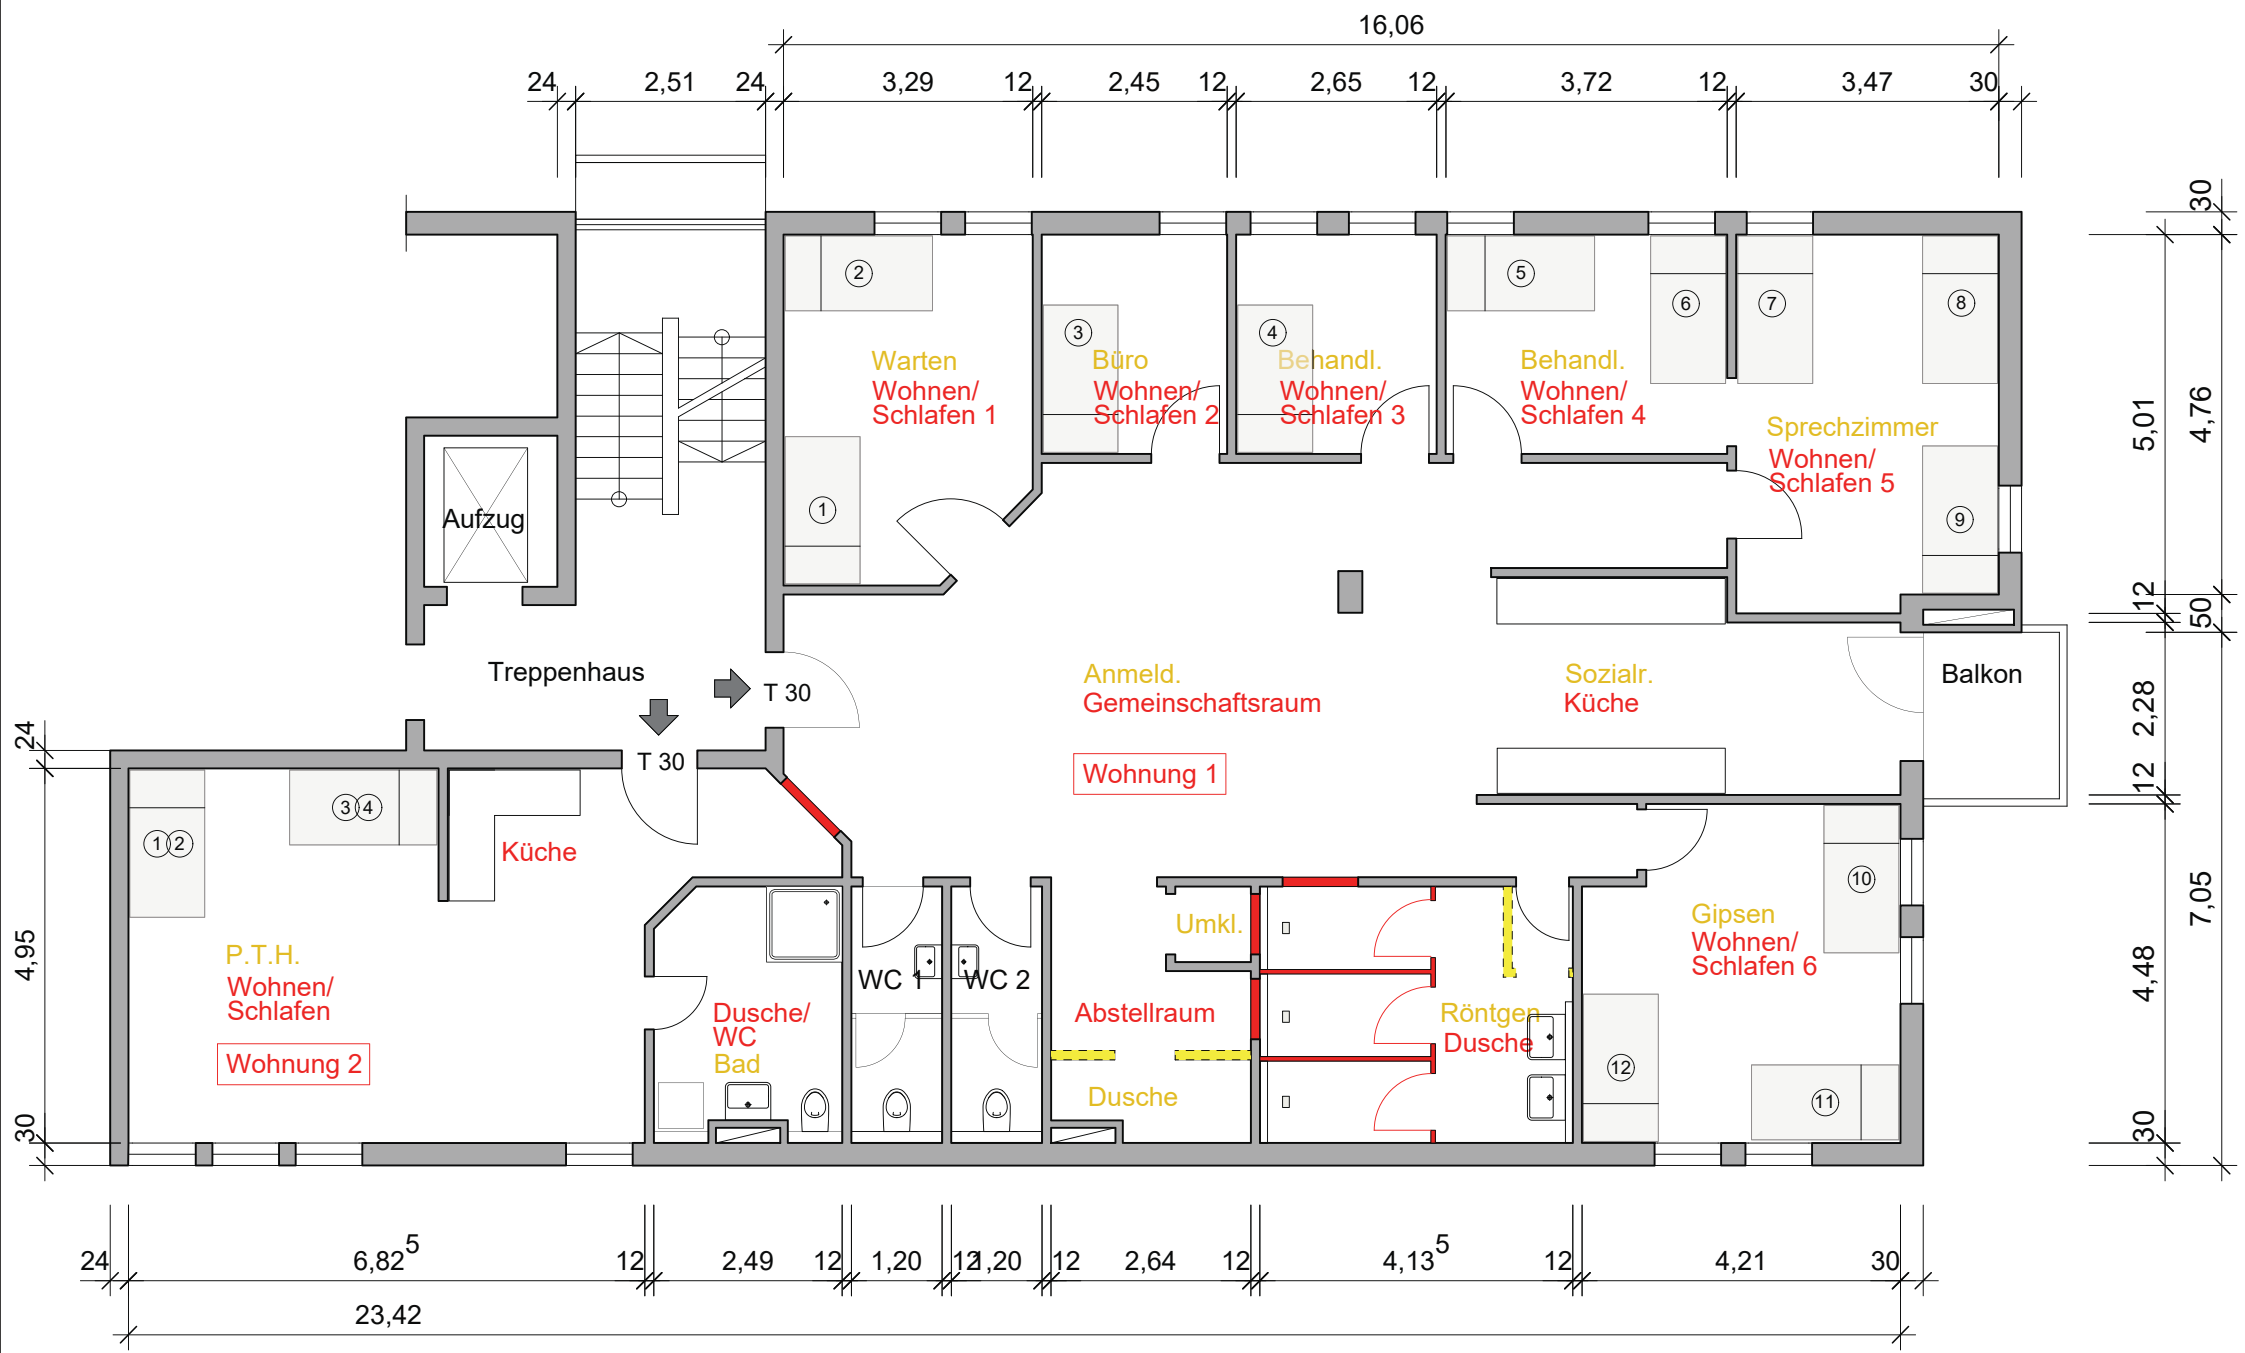 16,06
24
2,51
24
3,29
12
2,45
12
2,65
12
3,72
12
3,47
30
30
2
3
4
5
6
7
8
Warten
Wohnen/
Schlafen 1
Büro
Wohnen/
Schlafen 2
Behandl.
Wohnen/
Schlafen 3
Behandl.
Wohnen/
Schlafen 4
Sprechzimmer
Wohnen/
Schlafen 5
5,01
4,76
1
9
Aufzug
12
50
Treppenhaus
T 30
Anmeld.
Gemeinschaftsraum
Sozialr.
Küche
Balkon
2,28
24
T 30
Wohnung 1
12
1 2
3 4
Küche
10
7,05
4,95
P.T.H.
Wohnen/
Schlafen
Wohnung 2
Dusche/
WC
Bad
WC 1
WC 2
Umkl.
Abstellraum
Dusche
Röntgen
Dusche
Gipsen
Wohnen/
Schlafen 6
4,48
12
11
30
30
24
6,82⁵
12
2,49
12
1,20
12
1,20
12
2,64
12
4,13⁵
12
4,21
30
23,42